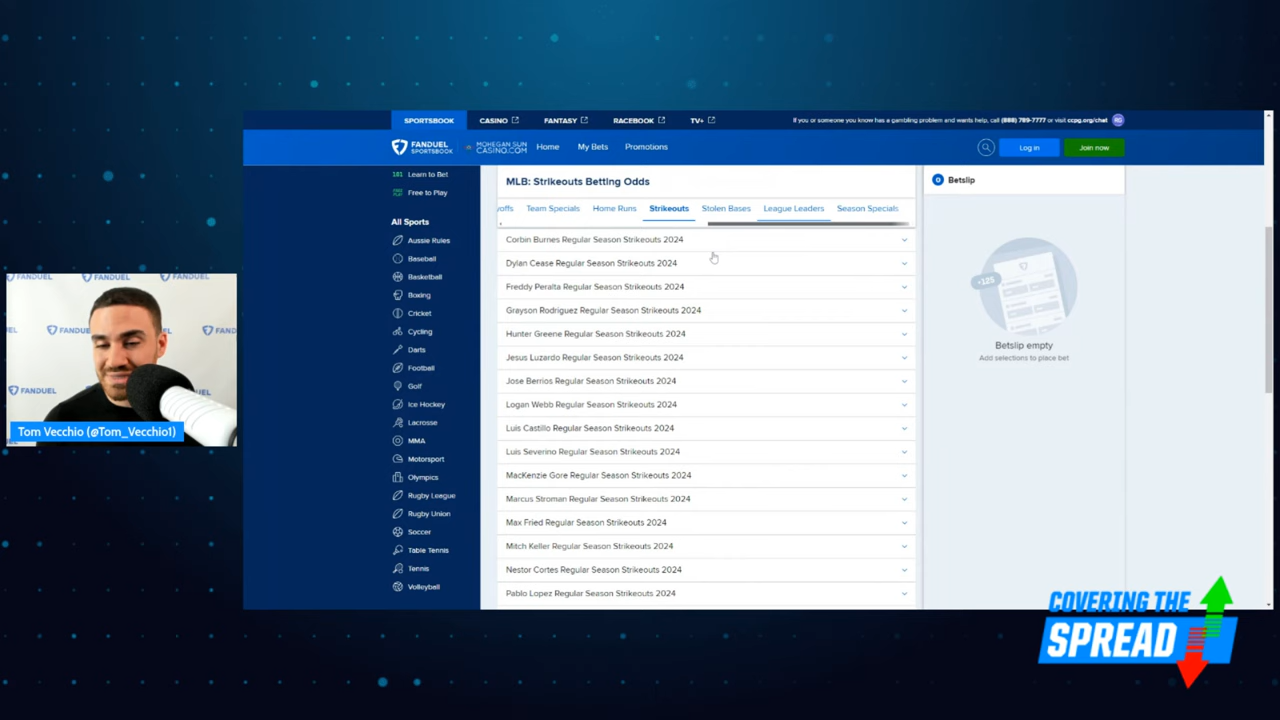 SPORTSBOOK
CASINO
FANTASY
RACEBOOK
TV+
If you or someone you know has a gambling problem and wants help, call (888) 789-7777 or visit ccpg.org/chat
FANDUEL
SPORTSBOOK
MOHEGAN SUN
CASINO.COM
Home
My Bets
Promotions
Log in
Join now
Learn to Bet
Free to Play
All Sports
Aussie Rules
Baseball
Basketball
Boxing
Cricket
Cycling
Darts
Football
Golf
Ice Hockey
Lacrosse
MMA
Motorsport
Olympics
Rugby League
Rugby Union
Soccer
Table Tennis
Tennis
Volleyball
MLB: Strikeouts Betting Odds
yoffs
Team Specials
Home Runs
Strikeouts
Stolen Bases
League Leaders
Season Specials
Corbin Burnes Regular Season Strikeouts 2024
Dylan Cease Regular Season Strikeouts 2024
Freddy Peralta Regular Season Strikeouts 2024
Grayson Rodriguez Regular Season Strikeouts 2024
Hunter Greene Regular Season Strikeouts 2024
Jesus Luzardo Regular Season Strikeouts 2024
Jose Berrios Regular Season Strikeouts 2024
Logan Webb Regular Season Strikeouts 2024
Luis Castillo Regular Season Strikeouts 2024
Luis Severino Regular Season Strikeouts 2024
MacKenzie Gore Regular Season Strikeouts 2024
Marcus Stroman Regular Season Strikeouts 2024
Max Fried Regular Season Strikeouts 2024
Mitch Keller Regular Season Strikeouts 2024
Nestor Cortes Regular Season Strikeouts 2024
Pablo Lopez Regular Season Strikeouts 2024
0 Betslip
+125
Betslip empty
Add selections to place bet
FANDUEL
FANDUEL
FANDUEL
Tom Vecchio (@Tom_Vecchio1)
COVERING THE
SPREAD